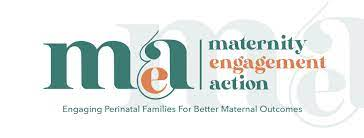 mea
maternity
engagement
action
Engaging Perinatal Families For Better Maternal Outcomes